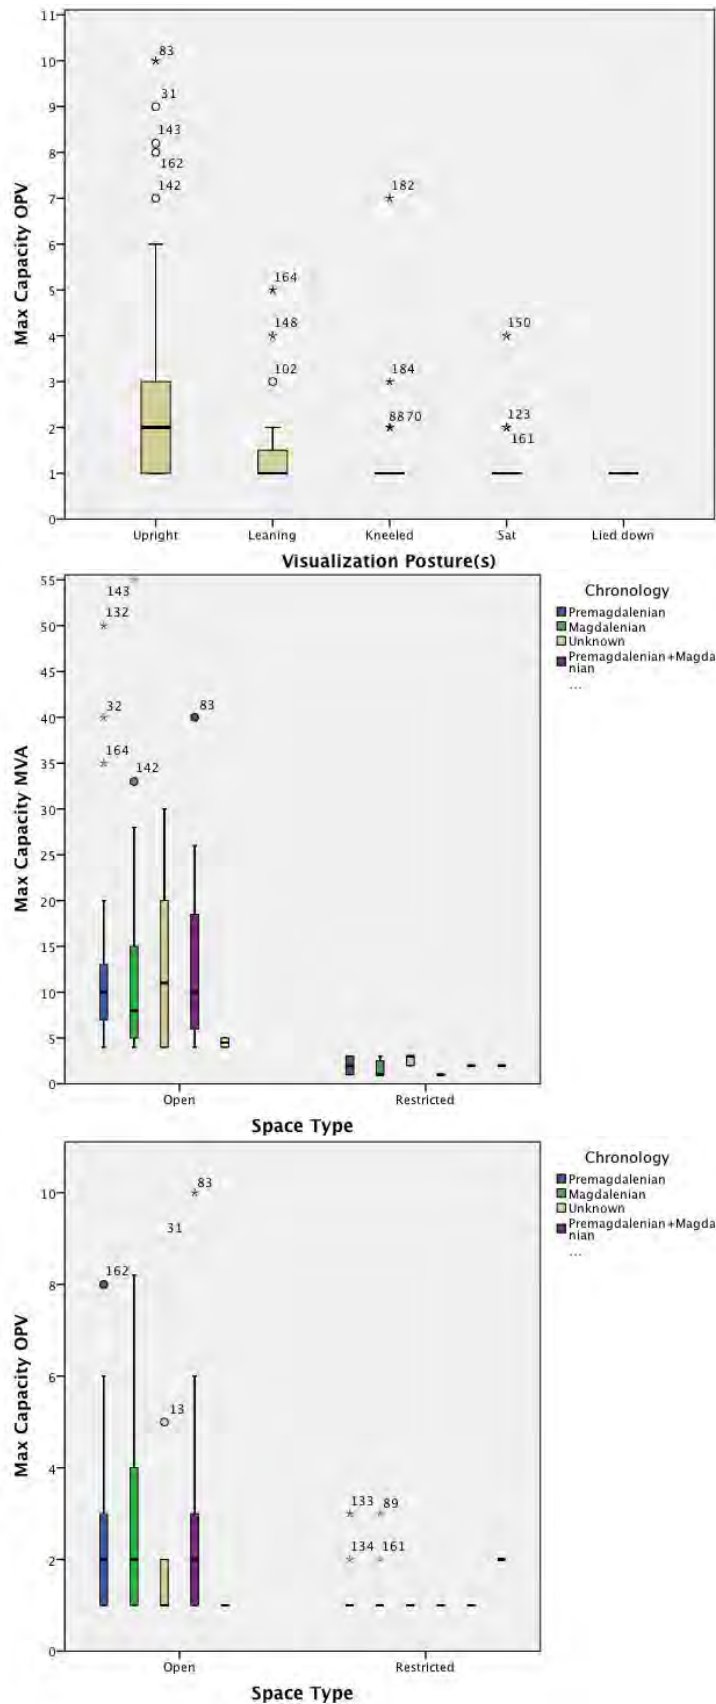 11
10
9
8
7
6
5
4
3
2
1
0
Max Capacity OPV
83
31
143
162
142
164
148
102
182
184
8870
150
123
161
Upright Leaning Kneeled Sat Lied down
Visualization Posture(s)
55
50
45
40
35
30
25
20
15
10
5
0
Max Capacity MVA
143
132
32
164
142
83
Open Restricted
Space Type
Chronology
Premagdalenian
Magdalenian
Unknown
Premagdalenian+Magda
nian
...
10
8
6
4
2
0
Max Capacity OPV
83
31
162
13
133 89
134 161
Open Restricted
Space Type
Chronology
Premagdalenian
Magdalenian
Unknown
Premagdalenian+Magda
nian
...